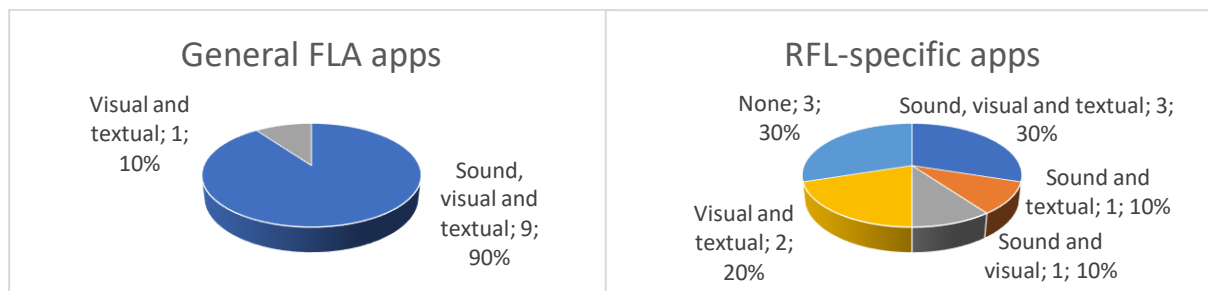 General FLA apps
Visual and
textual; 1;
10%
Sound,
visual and
textual; 9;
90%
RFL-specific apps
None; 3;
30%
Sound, visual and textual; 3;
30%
Sound and
textual; 1; 10%
Visual and
textual; 2;
20%
Sound and
visual; 1; 10%